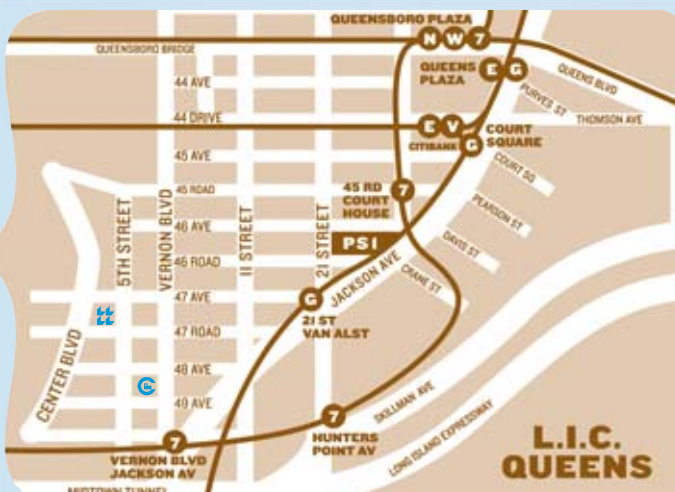 QUEENSBORO PLAZA
N W 7
QUEENSBORO BRIDGE
QUEENS
PLAZA
E G
QUEENS BLVD
44 AVE
PURVES ST
44 DRIVE
E V
THOMSON AVE
CITIBANK
G
COURT
SQUARE
45 AVE
COURT SQ
45 ROAD
45 RD
COURT
HOUSE
7
5TH STREET
VERNON BLVD
11 STREET
21 STREET
46 AVE
PEARSON ST
PS1
DAVIS ST
46 ROAD
JACKSON AVE
CRANE ST
47 AVE
G
21 ST
VAN ALST
47 ROAD
CENTER BLVD
48 AVE
49 AVE
SKILLMAN AVE
7
HUNTERS
POINT AV
7
VERNON BLVD
JACKSON AV
LONG ISLAND EXPRESSWAY
L.I.C.
QUEENS
MIDTOWN TUNNEL